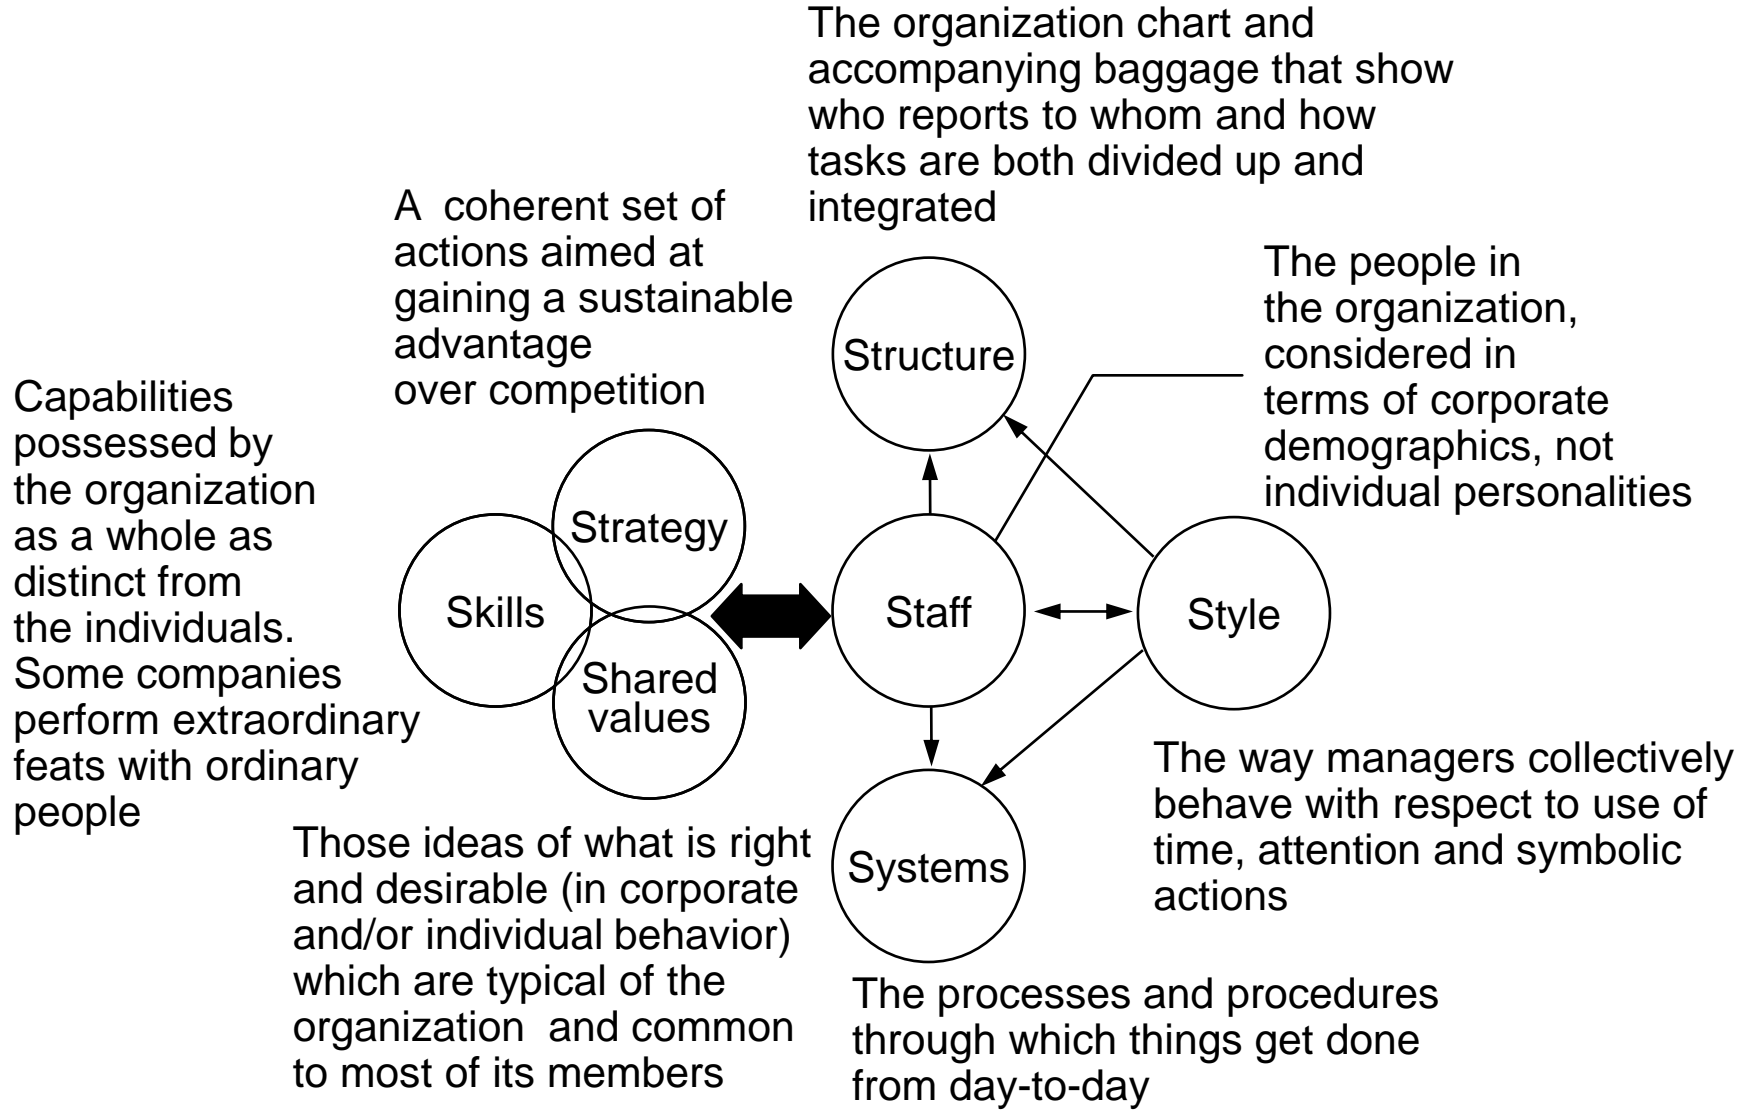 The organization chart and
accompanying baggage that show
who reports to whom and how
tasks are both divided up and
integrated
A coherent set of
actions aimed at
gaining a sustainable
advantage
over competition
The people in
the organization,
considered in
terms of corporate
demographics, not
individual personalities
Capabilities
possessed by
the organization
as a whole as
distinct from
the individuals.
Some companies
perform extraordinary
feats with ordinary
people
Structure
Strategy
Skills
Shared
values
Staff
Style
Systems
Those ideas of what is right
and desirable (in corporate
and/or individual behavior)
which are typical of the
organization and common
to most of its members
The way managers collectively
behave with respect to use of
time, attention and symbolic
actions
The processes and procedures
through which things get done
from day-to-day